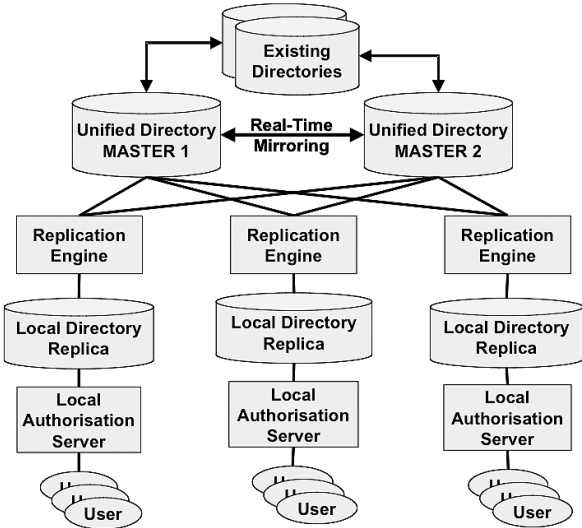 Existing
Directories
Unified Directory
MASTER 1
Real-Time
Mirroring
Unified Directory
MASTER 2
Replication
Engine
Replication
Engine
Replication
Engine
Local Directory
Replica
Local Directory
Replica
Local Directory
Replica
Local
Authorisation
Server
Local
Authorisation
Server
Local
Authorisation
Server
User
User
User